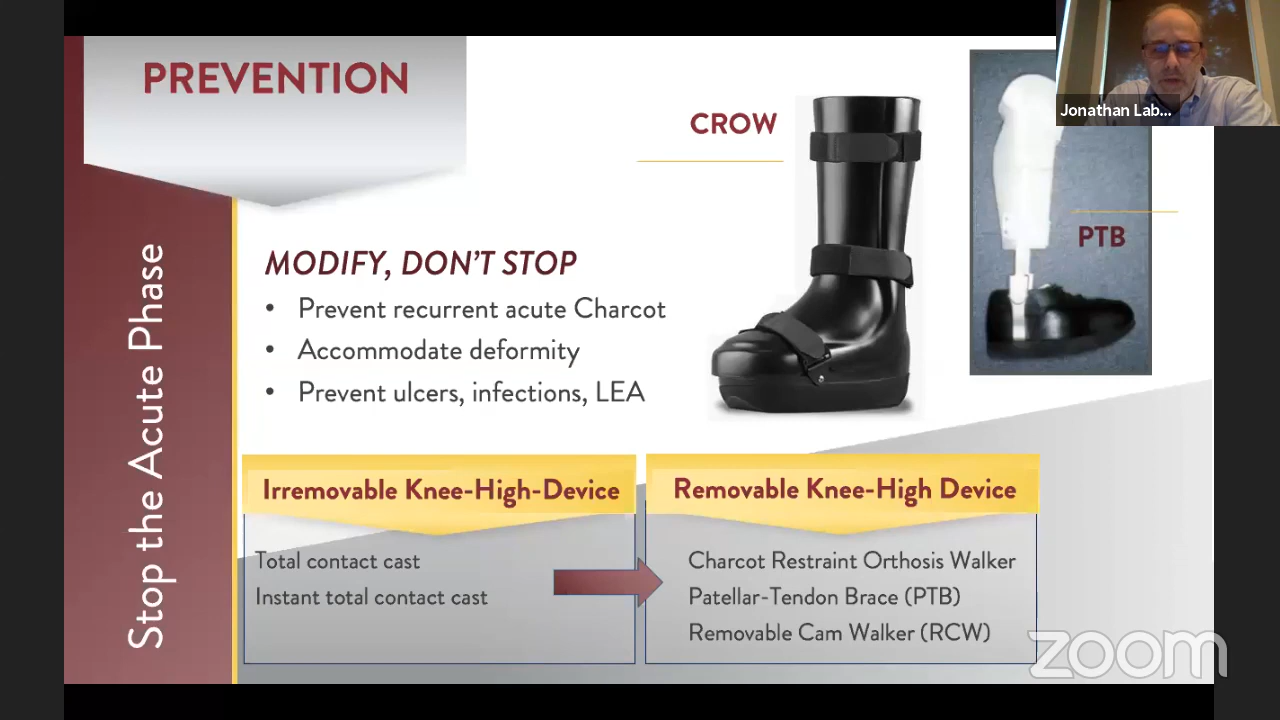 PREVENTION
CROW
Jonathan Lab...
PTB
Stop the Acute Phase
MODIFY, DON'T STOP
• Prevent recurrent acute Charcot
• Accommodate deformity
• Prevent ulcers, infections, LEA
Irremovable Knee-High-Device
Total contact cast
Instant total contact cast
Removable Knee-High Device
Charcot Restraint Orthosis Walker
Patellar-Tendon Brace (PTB)
Removable Cam Walker (RCW)
zoom